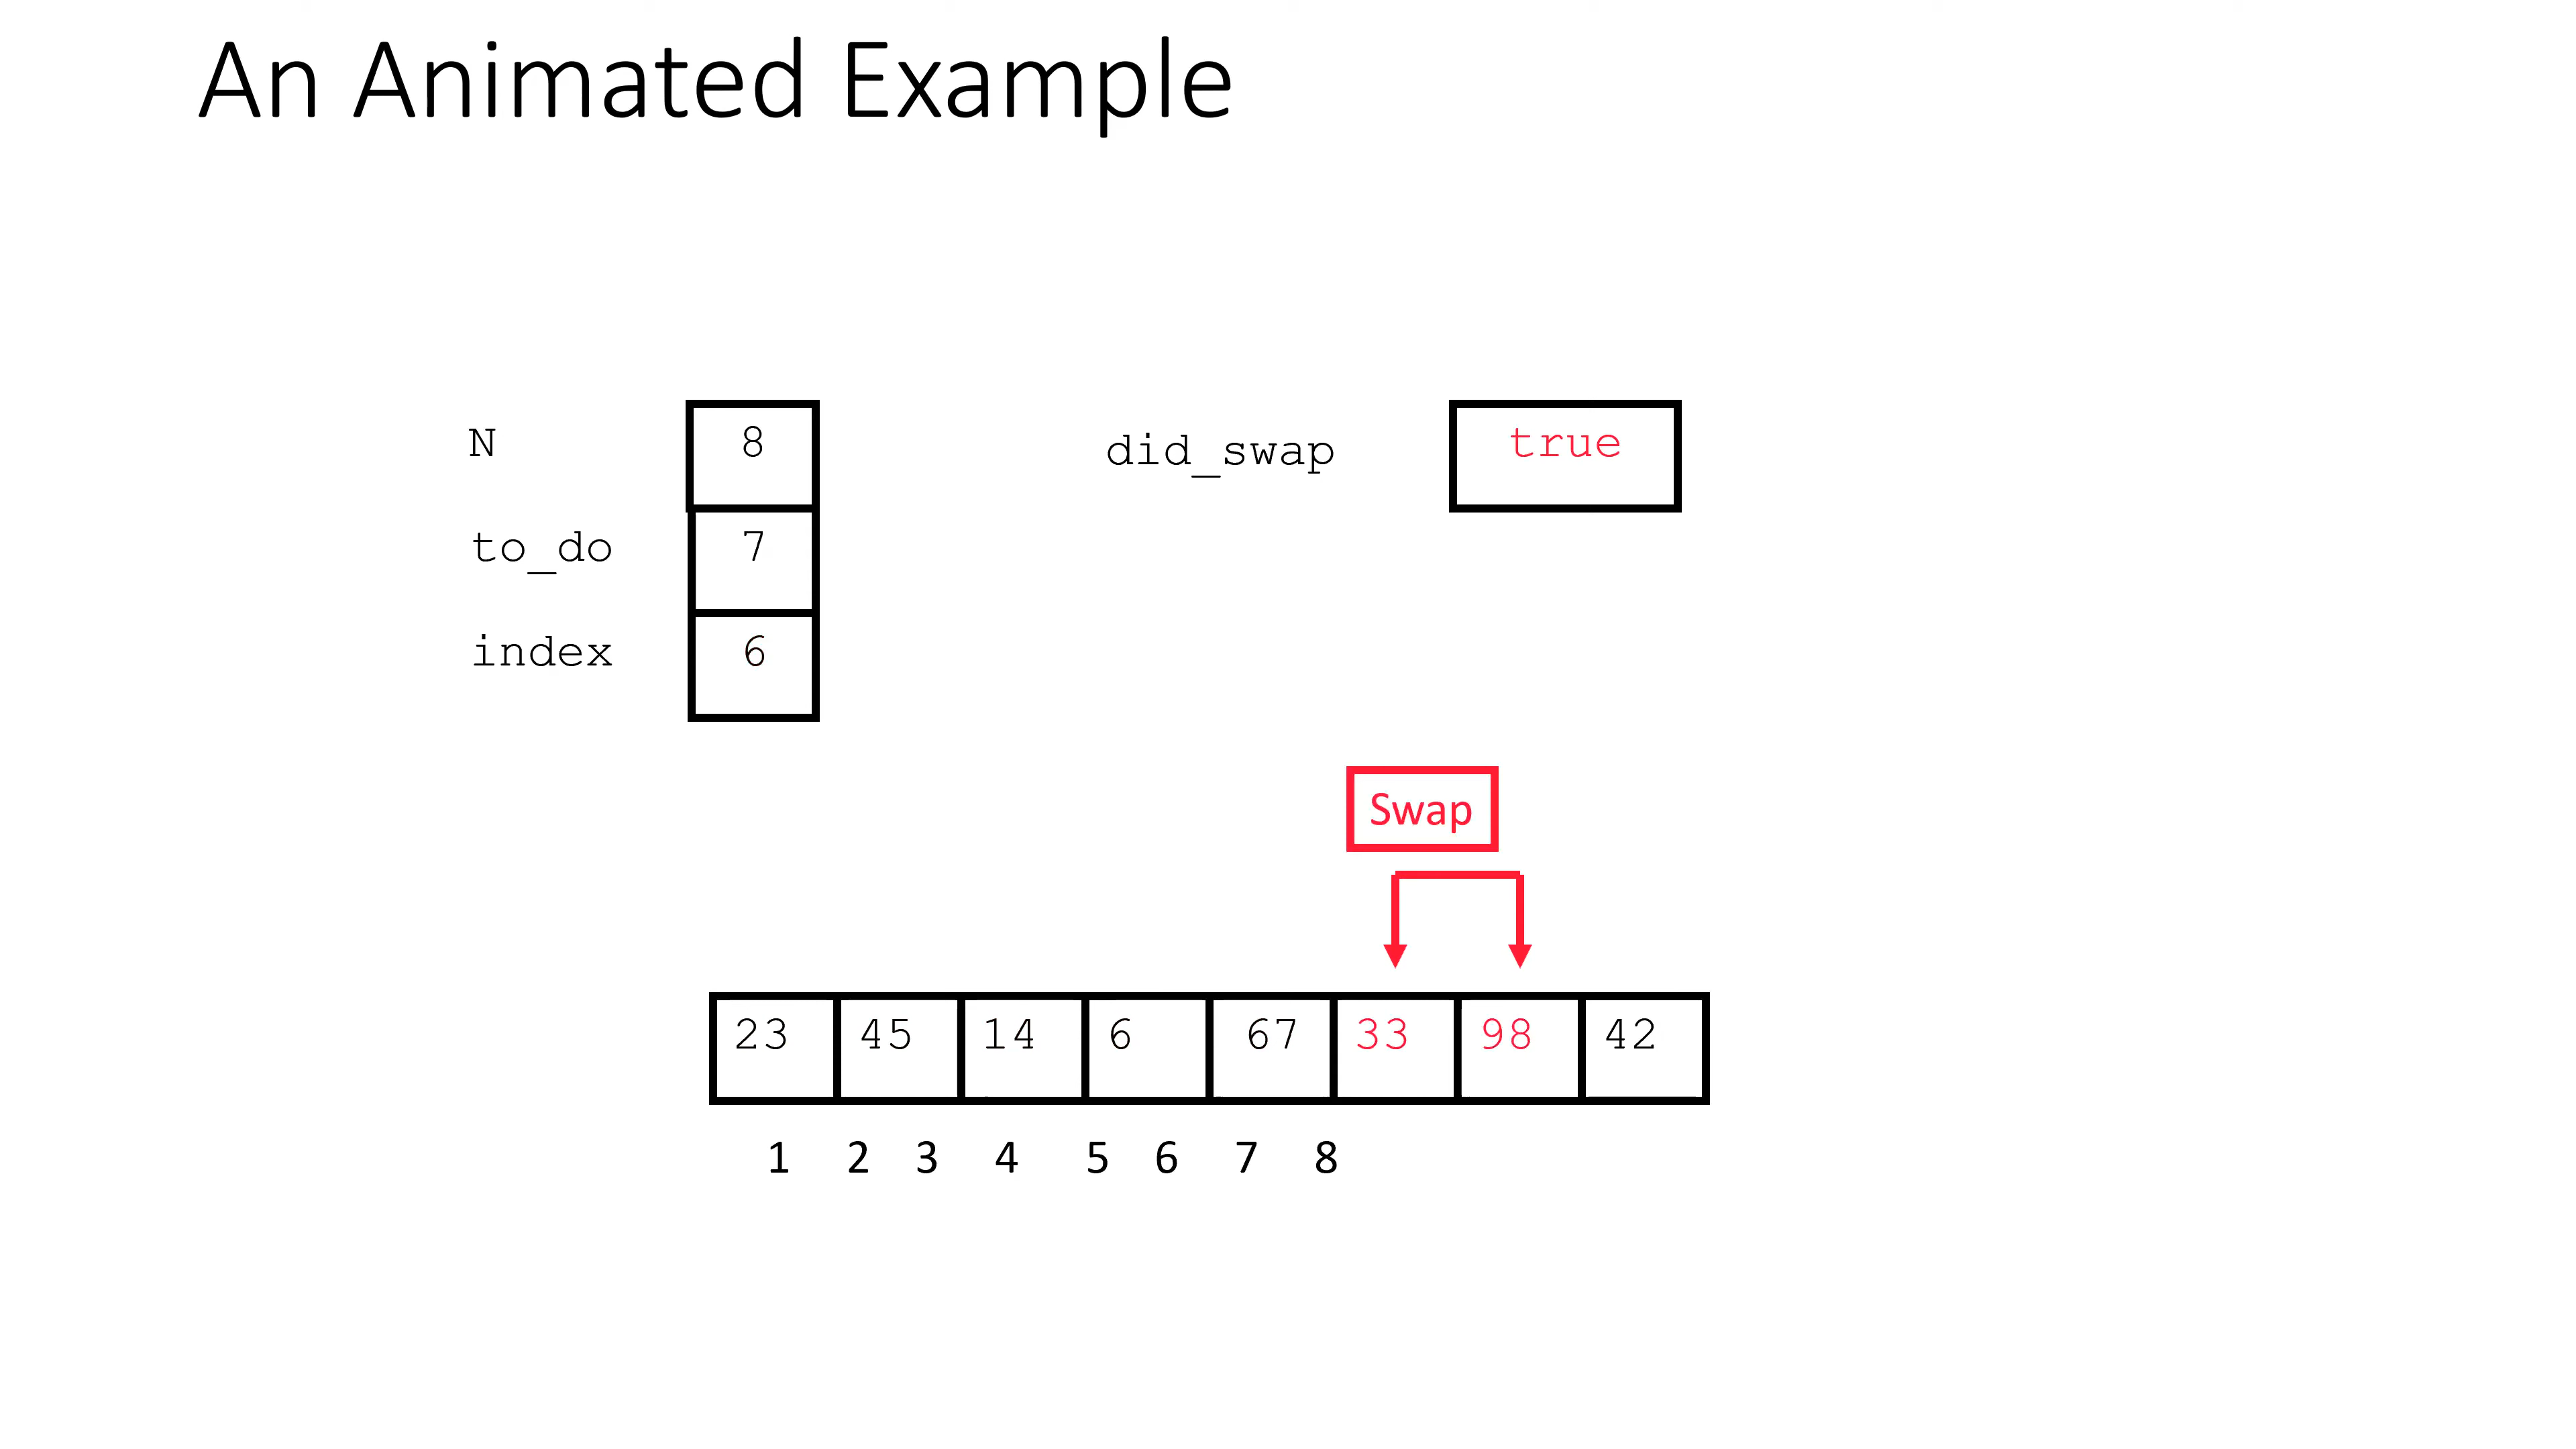 An Animated Example
N 8 did_swap true
to_do 7
index 6
Swap
23 45 14 6 67 33 98 42
1 2 3 4 5 6 7 8